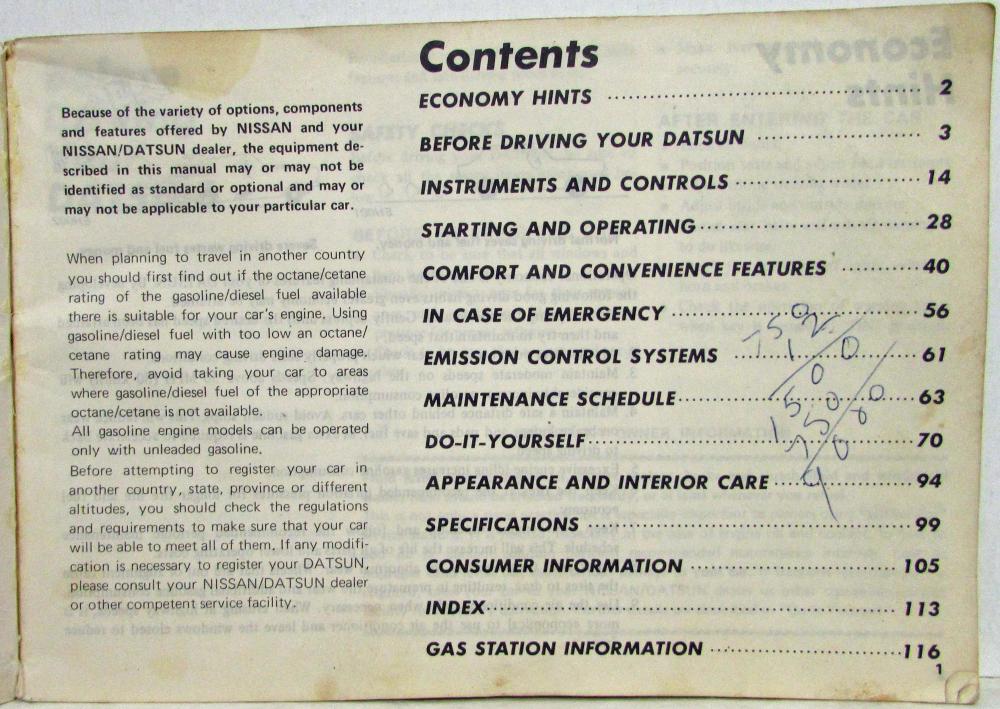 Because of the variety of options, components
and features offered by NISSAN and your
NISSAN/DATSUN dealer, the equipment de-
scribed in this manual may or may not be
identified as standard or optional and may or
may not be applicable to your particular car.
When planning to travel in another country
you should first find out if the octane/cetane
rating of the gasoline/diesel fuel available
there is suitable for your car's engine. Using
gasoline/diesel fuel with too low an octane/
cetane rating may cause engine damage.
Therefore, avoid taking your car to areas
where gasoline/diesel fuel of the appropriate
octane/cetane is not available.
All gasoline engine models can be operated
only with unleaded gasoline.
Before attempting to register your car in
another country, state, province or different
altitudes, you should check the regulations
and requirements to make sure that your car
will be able to meet all of them. If any modifi-
cation is necessary to register your DATSUN,
please consult your NISSAN/DATSUN dealer
or other competent service facility.
Contents
ECONOMY HINTS 2
BEFORE DRIVING YOUR DATSUN 3
INSTRUMENTS AND CONTROLS 14
STARTING AND OPERATING 28
COMFORT AND CONVENIENCE FEATURES 40
IN CASE OF EMERGENCY 56
EMISSION CONTROL SYSTEMS 61
MAINTENANCE SCHEDULE 63
DO-IT-YOURSELF 70
APPEARANCE AND INTERIOR CARE 94
SPECIFICATIONS 99
CONSUMER INFORMATION 105
INDEX 113
GAS STATION INFORMATION 116
1